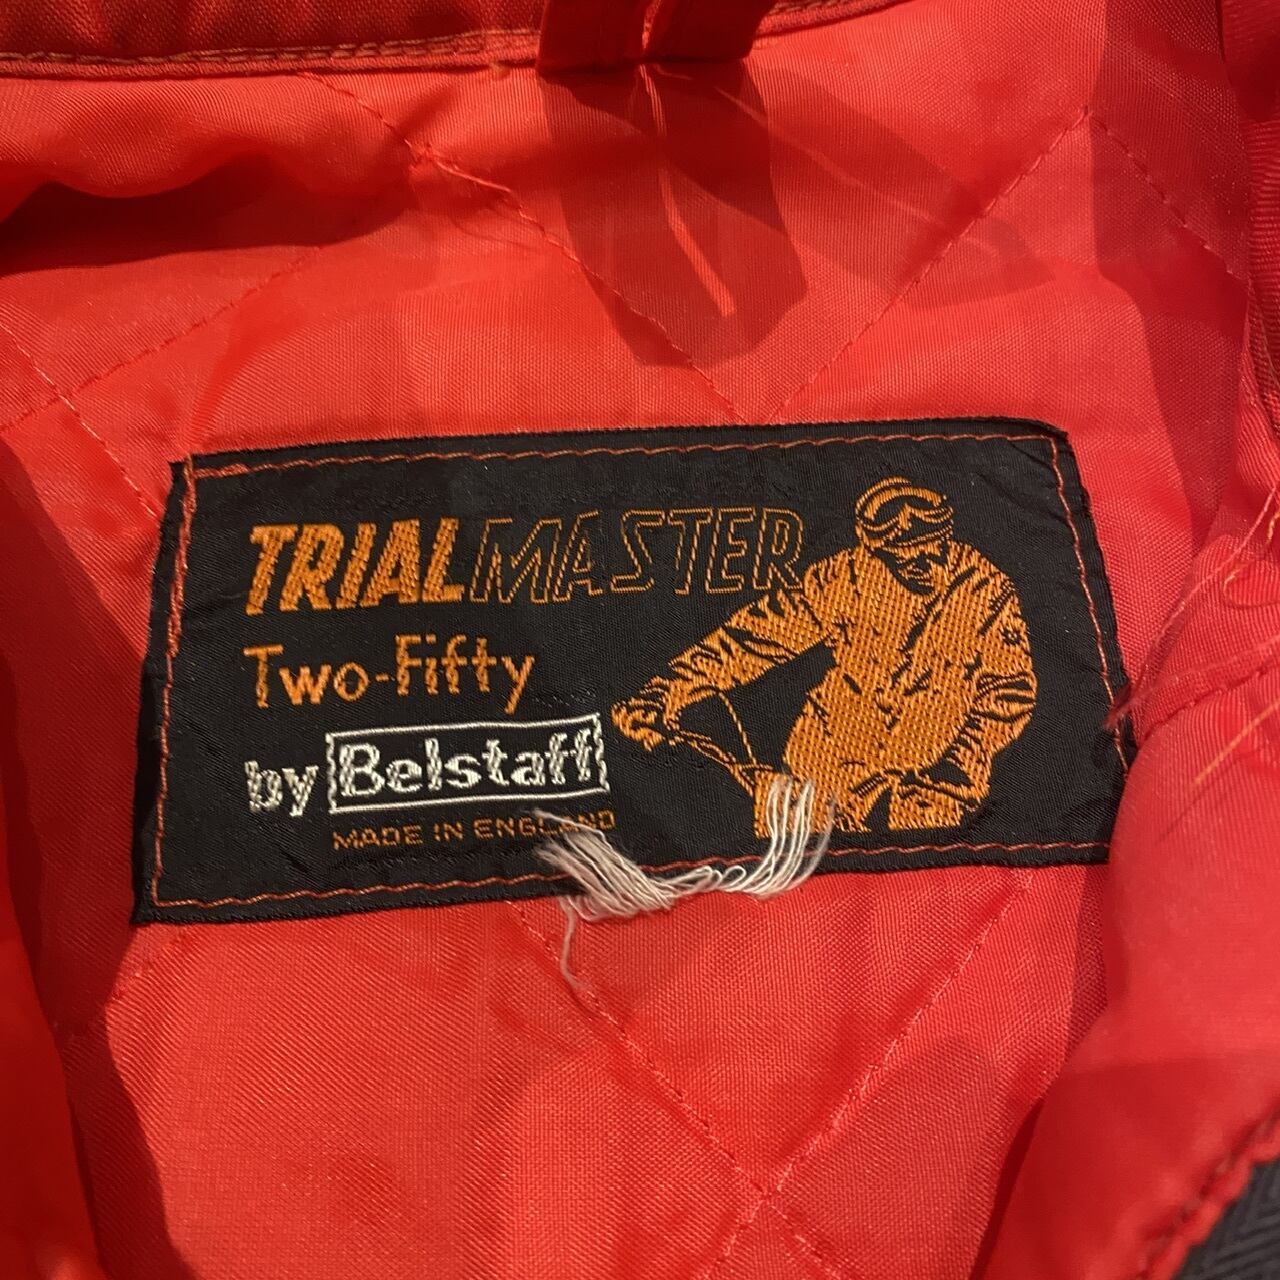 TRIALMASTER
Two-Fifty
by Belstaff
MADE IN ENGLAND